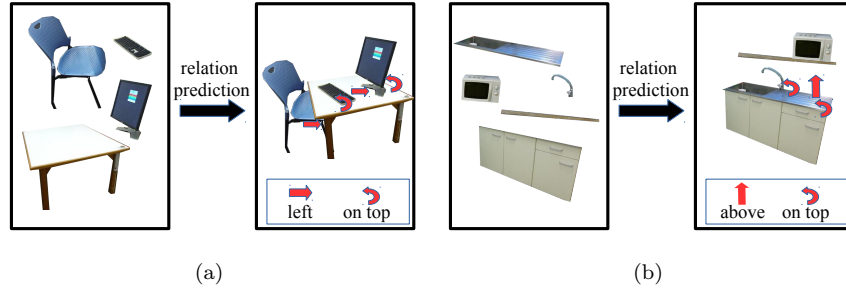 relation
prediction
left
on top
relation
prediction
above
on top
(a)
(b)